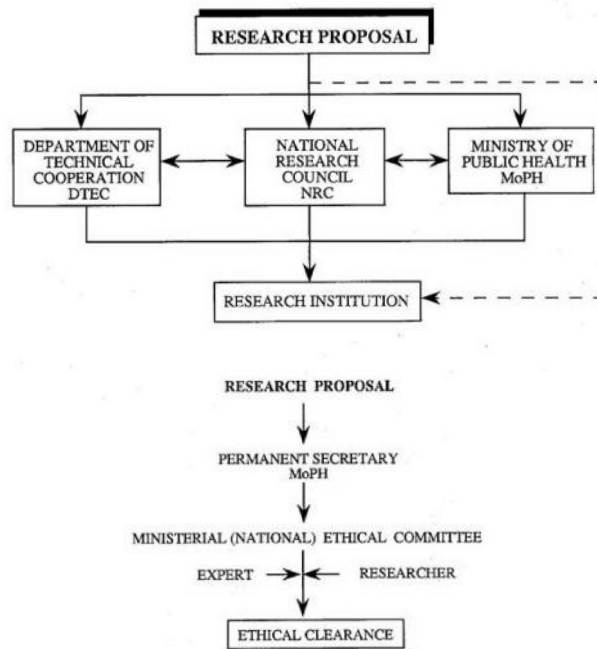 RESEARCH PROPOSAL
DEPARTMENT OF
TECHNICAL
COOPERATION
DTEC
NATIONAL
RESEARCH
COUNCIL
NRC
MINISTRY OF
PUBLIC HEALTH
MoPH
RESEARCH INSTITUTION
RESEARCH PROPOSAL
PERMANENT SECRETARY
MoPH
MINISTERIAL (NATIONAL) ETHICAL COMMITTEE
EXPERT
RESEARCHER
ETHICAL CLEARANCE